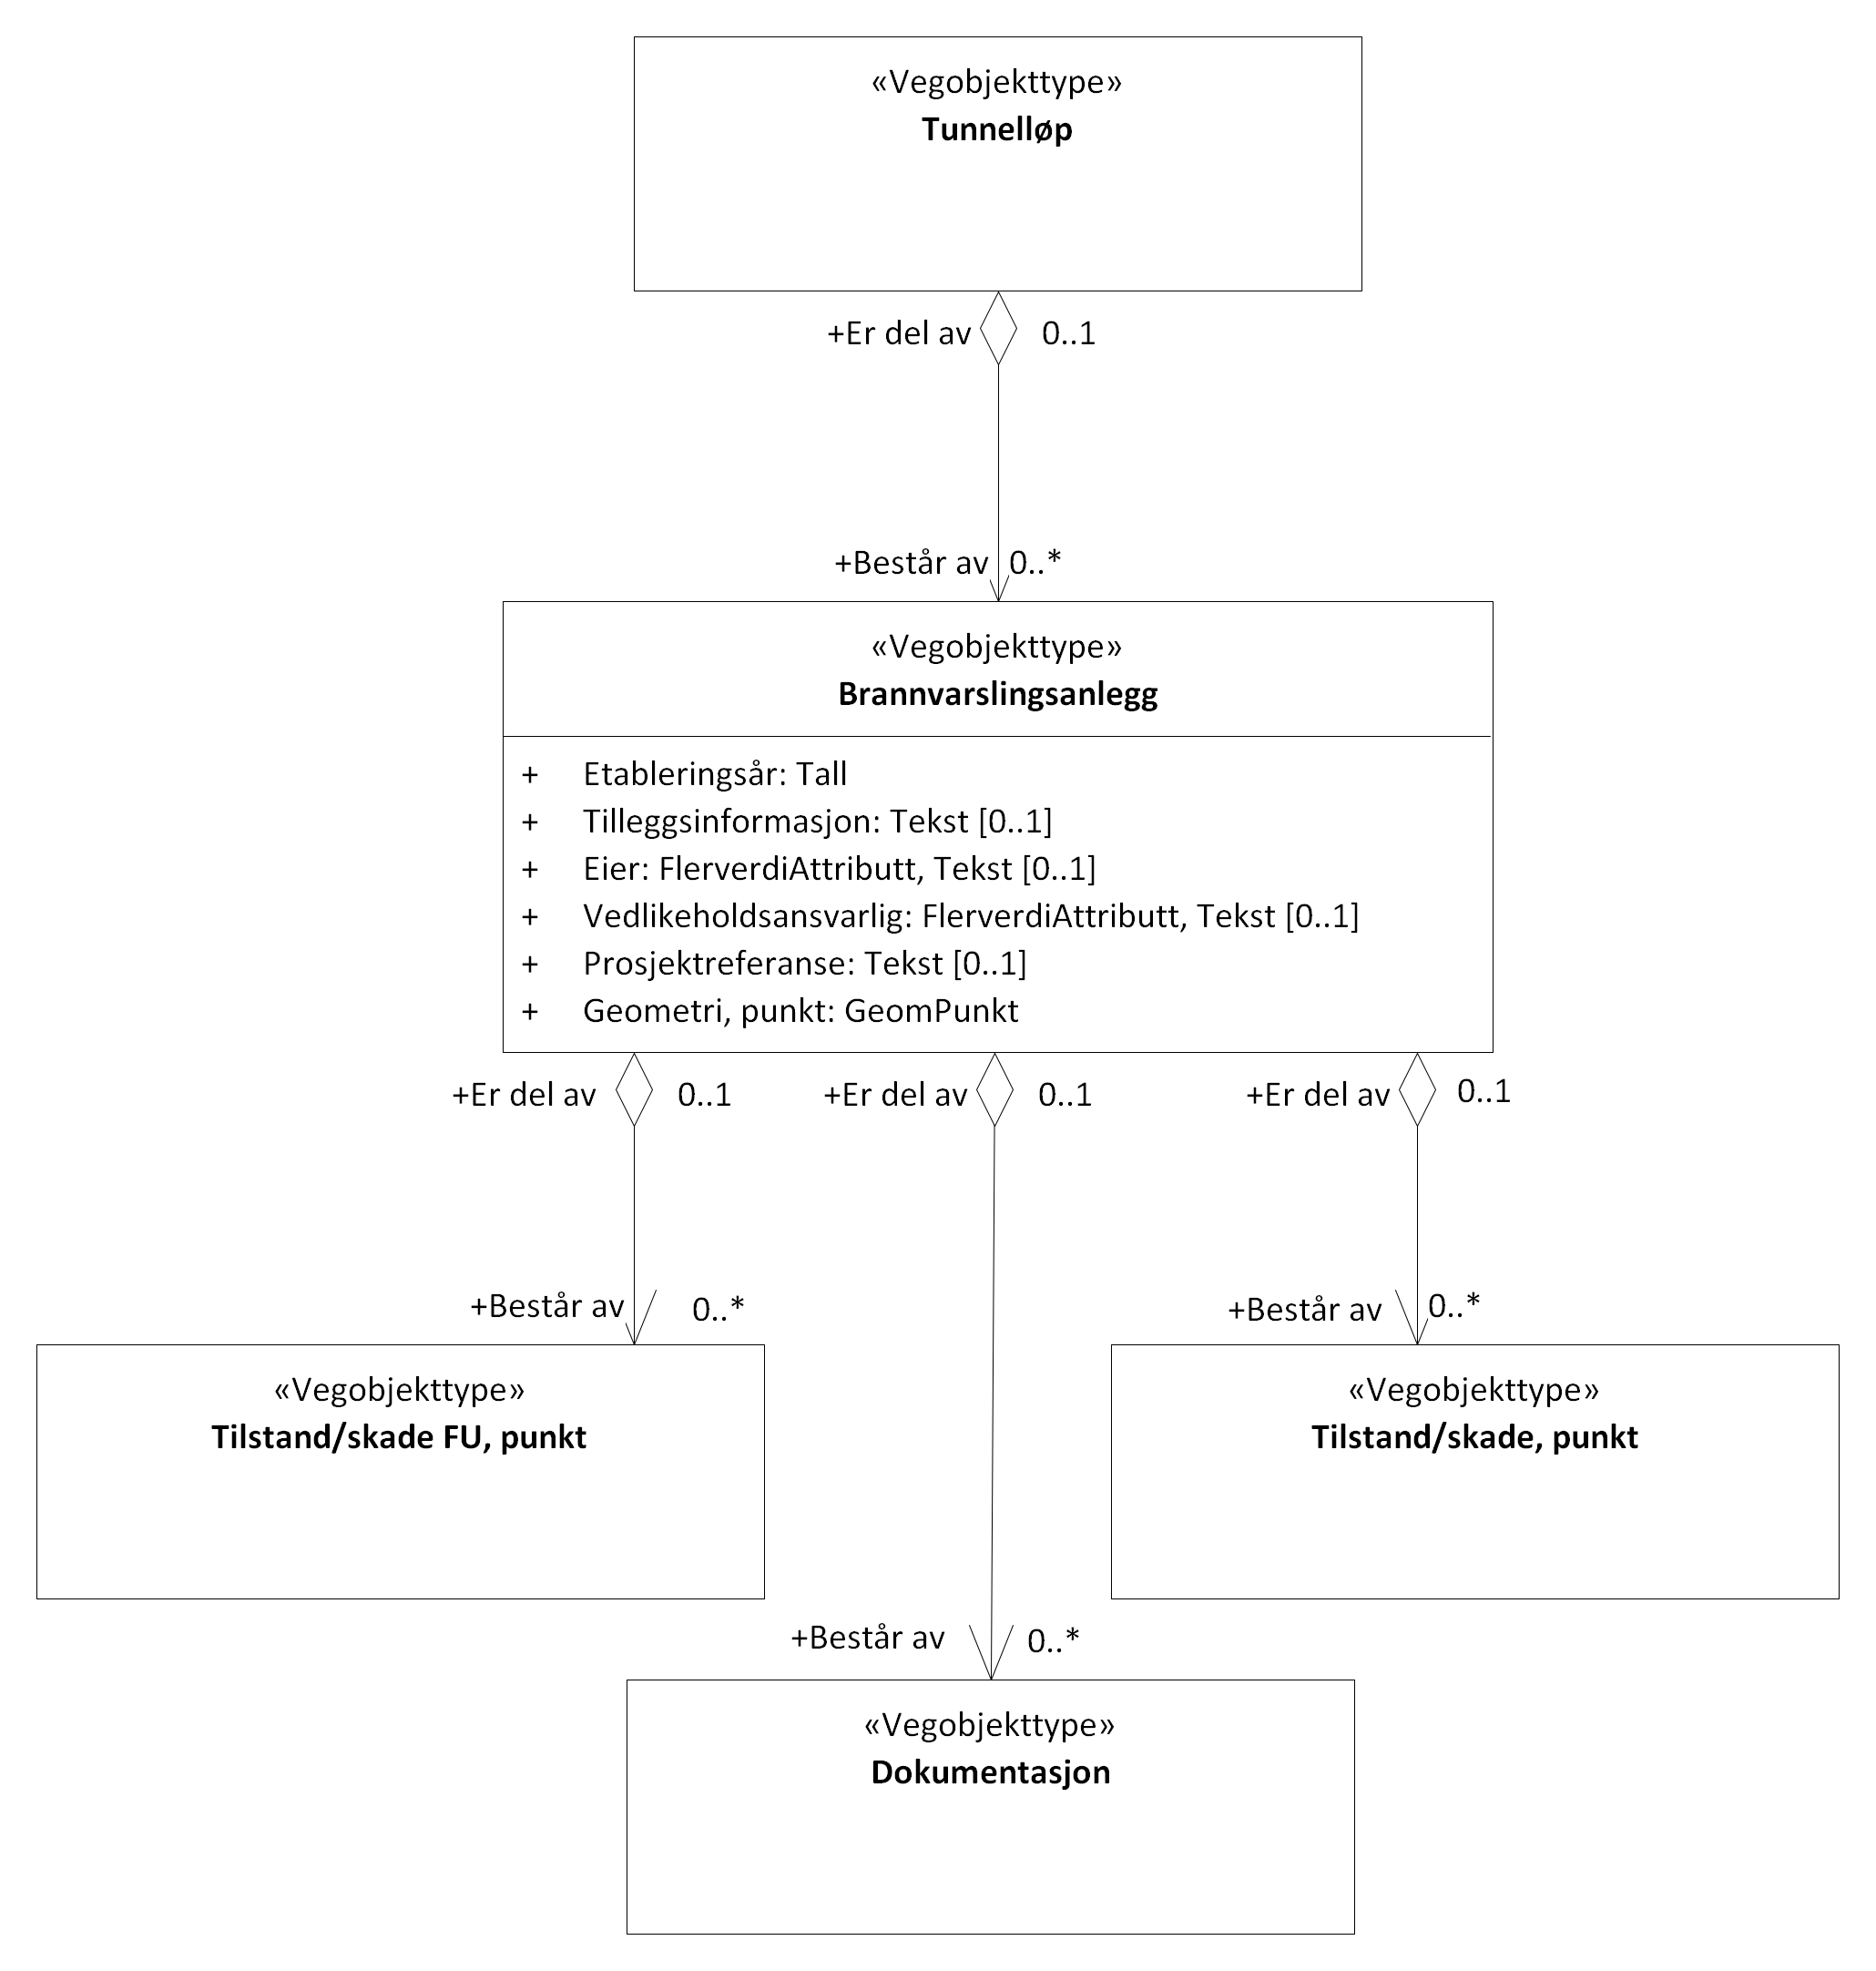 «Vegobjekttype»
Tunnelløp
+Er del av 0..1
+Består av 0..*
«Vegobjekttype»
Brannvarslingsanlegg
+ Etableringsår: Tall
+ Tilleggsinformasjon: Tekst [0..1]
+ Eier: FlerverdiAttributt, Tekst [0..1]
+ Vedlikeholdsansvarlig: FlerverdiAttributt, Tekst [0..1]
+ Prosjektreferanse: Tekst [0..1]
+ Geometri, punkt: GeomPunkt
+Er del av 0..1 +Er del av 0..1 +Er del av 0..1
+Består av 0..* +Består av 0..*
«Vegobjekttype» «Vegobjekttype»
Tilstand/skade FU, punkt Tilstand/skade, punkt
+Består av 0..*
«Vegobjekttype»
Dokumentasjon